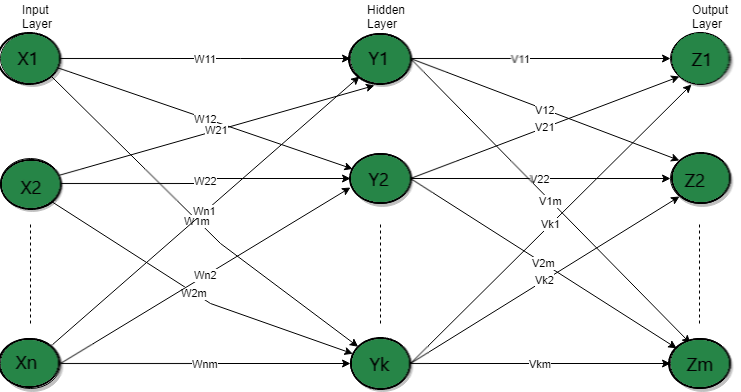 Input
Layer
Hidden
Layer
Output
Layer
X1
W11
Y1
V11
Z1
W12
W21
V12
V21
X2
W22
Y2
V22
Z2
Wn1
W1m
V1m
Vk1
Wn2
W2m
V2m
Vk2
Xn
Wnm
Yk
Vkm
Zm